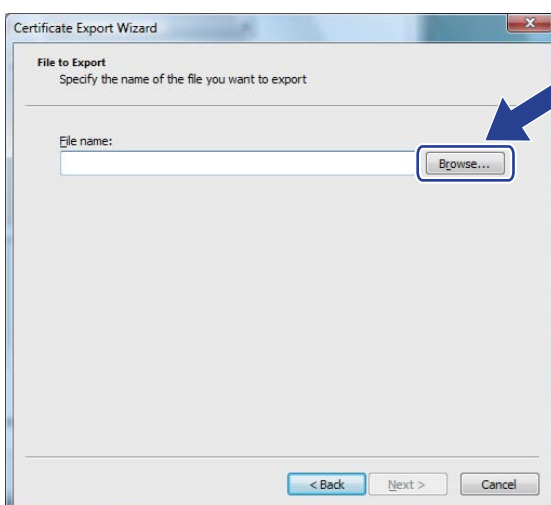 Certificate Export Wizard
File to Export
Specify the name of the file you want to export
File name:
Browse...
< Back Next > Cancel